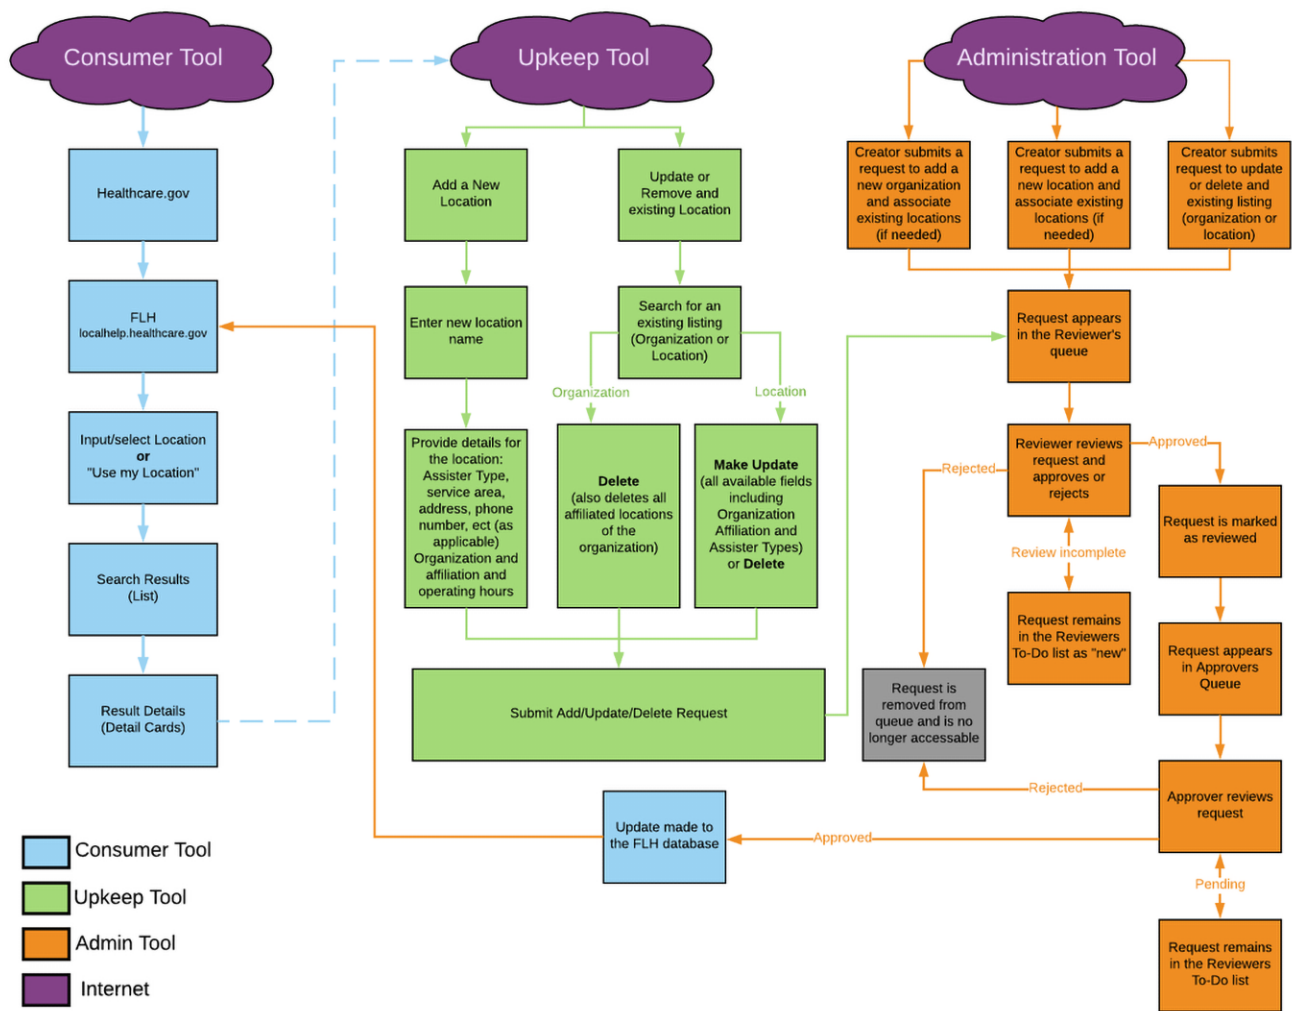 Consumer Tool
Upkeep Tool
Administration Tool
Healthcare.gov
FLH
localhelp.healthcare.gov
Input/select Location
or
"Use my Location"
Search Results
(List)
Result Details
(Detail Cards)
Add a New
Location
Update or
Remove and
existing Location
Enter new location
name
Search for an
existing listing
(Organization or
Location)
Organization
Location
Provide details for
the location:
Assister Type,
service area,
address, phone
number, ect (as
applicable)
Organization and
affiliation and
operating hours
Delete
(also deletes all
affiliated locations
of the
organization)
Make Update
(all available fields
including
Organization
Affiliation and
Assister Types)
or Delete
Submit Add/Update/Delete Request
Creator submits a
request to add a
new organization
and associate
existing locations
(if needed)
Creator submits a
request to add a
new location and
associate existing
locations (if
needed)
Creator submits
request to update
or delete and
existing listing
(organization or
location)
Request appears
in the Reviewer's
queue
Reviewer reviews
request and
approves or
rejects
Approved
Rejected
Review incomplete
Request is marked
as reviewed
Request remains
in the Reviewers
To-Do list as "new"
Request appears
in Approvers
Queue
Request is
removed from
queue and is no
longer accessable
Rejected
Approver reviews
request
Approved
Update made to
the FLH database
Pending
Request remains
in the Reviewers
To-Do list
Consumer Tool
Upkeep Tool
Admin Tool
Internet